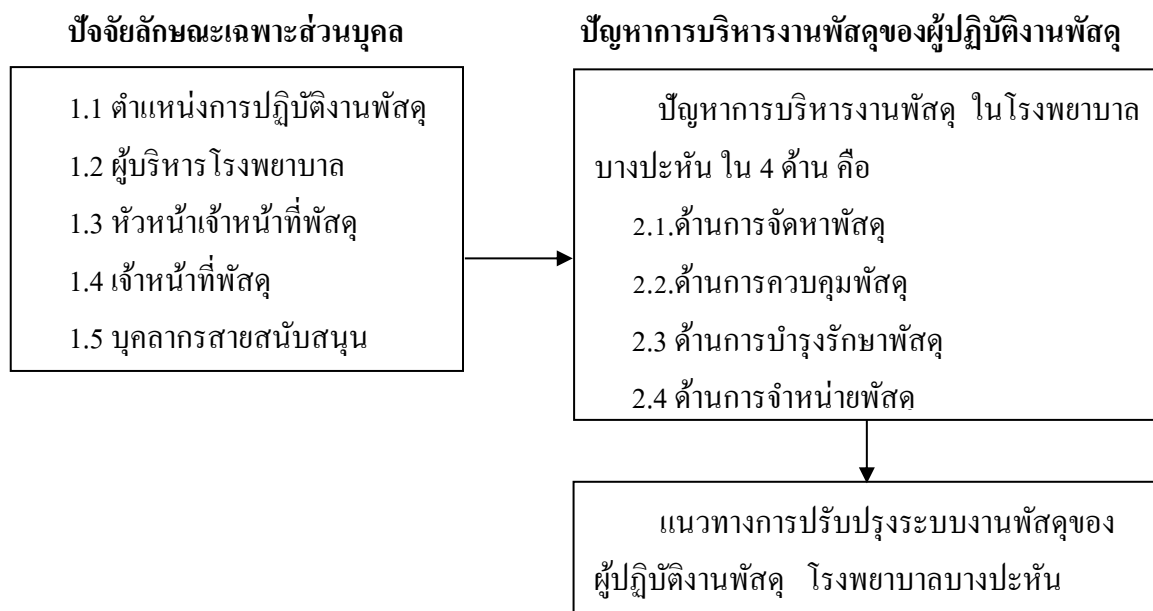 ปัจจัยลักษณะเฉพาะส่วนบุคล
1.1 ตำแหน่งการปฏิบัติงานพัสดุ
1.2 ผู้บริหารโรงพยาบาล
1.3 หัวหน้าเจ้าหน้าที่พัสดุ
1.4 เจ้าหน้าที่พัสดุ
1.5 บุคลากรสายสนับสนุน
ปัญหาการบริหารงานพัสดุของผู้ปฏิบัติงานพัสดุ
ปัญหาการบริหารงานพัสดุ ในโรงพยาบาล
บางปะหัน ใน 4 ด้าน คือ
2.1.ด้านการจัดหาพัสดุ
2.2.ด้านการควบคุมพัสดุ
2.3 ด้านการบำรุงรักษาพัสดุ
2.4 ด้านการจำหน่ายพัสดุ
แนวทางการปรับปรุงระบบงานพัสดุของ
ผู้ปฏิบัติงานพัสดุ โรงพยาบาลบางปะหัน